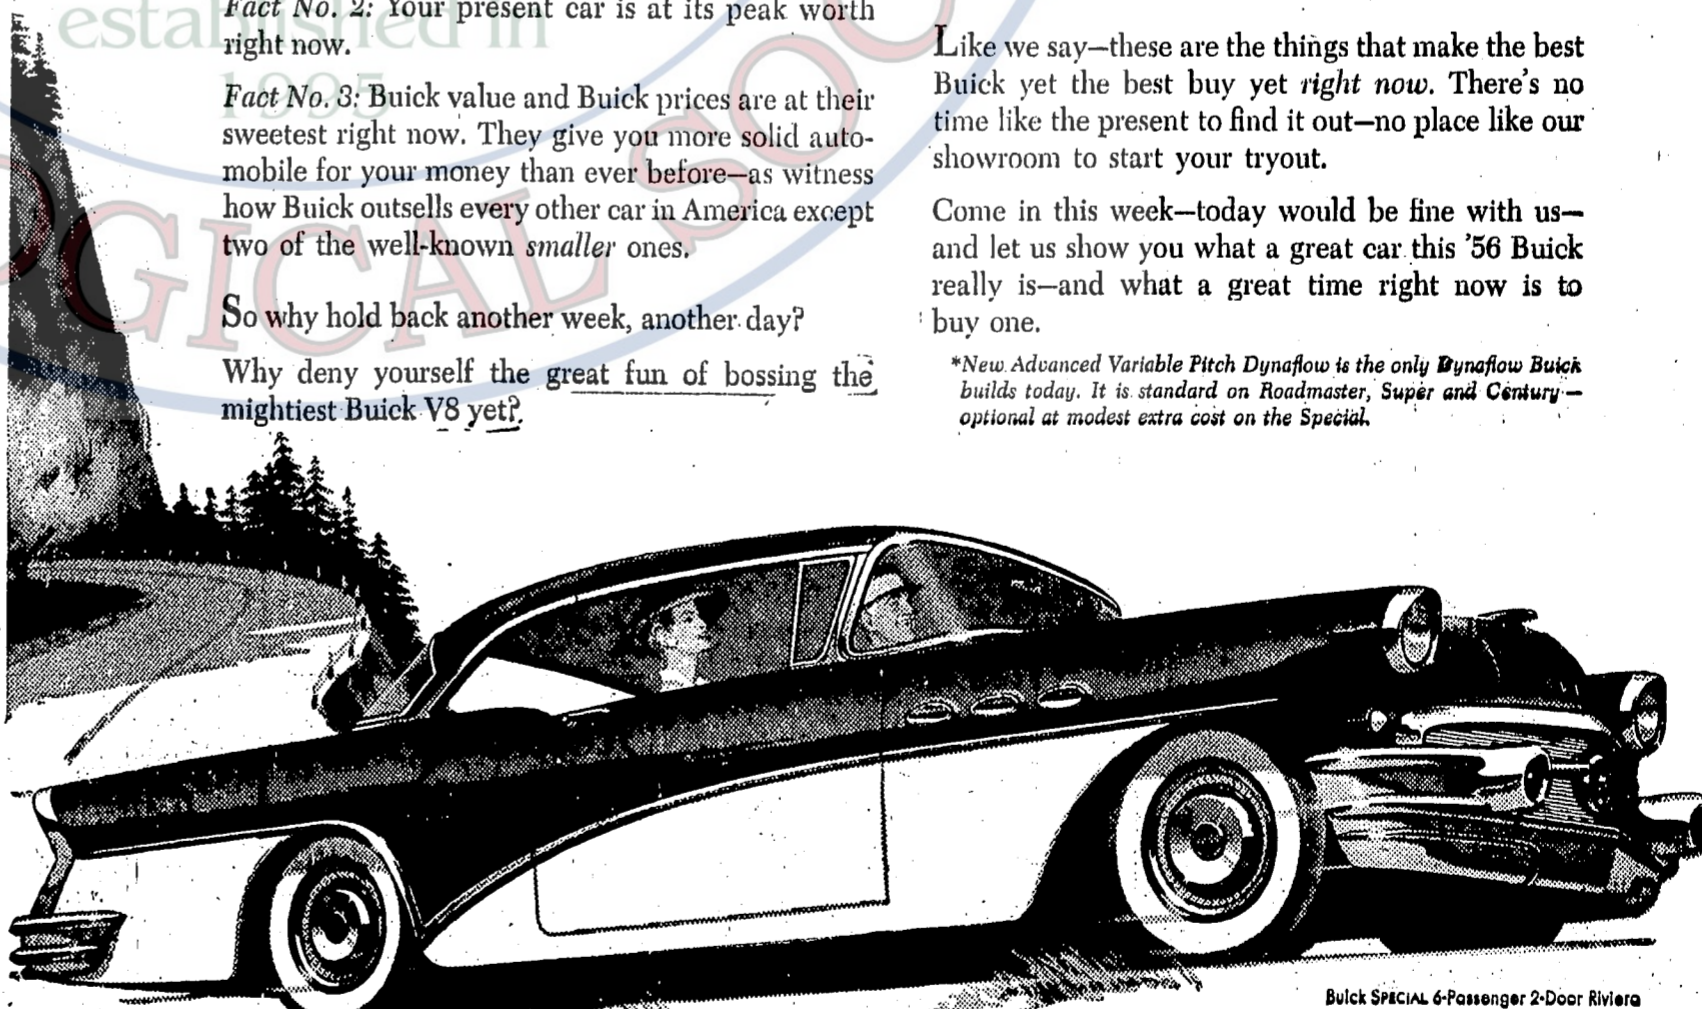 Fact No. 2: Your present car is at its peak worth
right now.
Fact No. 3: Buick value and Buick prices are at their
sweetest right now. They give you more solid auto-
mobile for your money than ever before—as witness
how Buick outsells every other car in America except
two of the well-known smaller ones.
So why hold back another week, another day?
Why deny yourself the great fun of bossing the
mightiest Buick V8 yet?
Like we say—these are the things that make the best
Buick yet the best buy yet right now. There's no
time like the present to find it out—no place like our
showroom to start your tryout.
Come in this week—today would be fine with us—
and let us show you what a great car this '56 Buick
really is—and what a great time right now is to
buy one.
*New Advanced Variable Pitch Dynaflow is the only Dynaflow Buick
builds today. It is standard on Roadmaster, Super and Century—
optional at modest extra cost on the Special.
Buick SPECIAL 6-Passenger 2-Door Riviera
established in
1995
OGICAL SOC